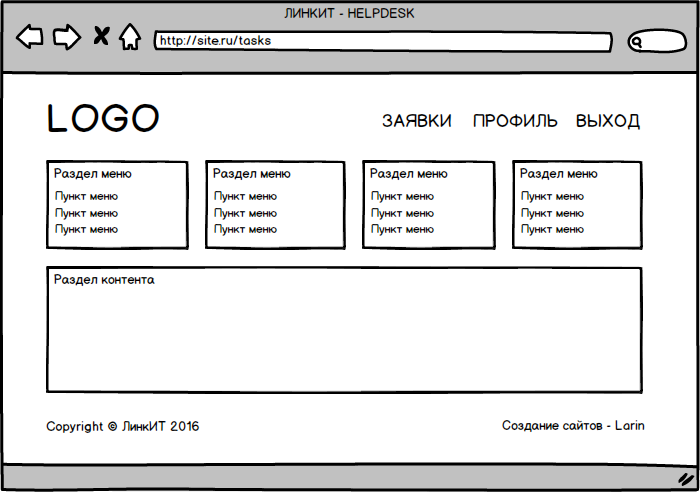 ЛИНКИТ - HELPDESK
http://site.ru/tasks
LOGO
ЗАЯВКИ ПРОФИЛЬ ВЫХОД
Раздел меню
Пункт меню
Пункт меню
Пункт меню
Раздел меню
Пункт меню
Пункт меню
Пункт меню
Раздел меню
Пункт меню
Пункт меню
Пункт меню
Раздел меню
Пункт меню
Пункт меню
Пункт меню
Раздел контента
Copyright © ЛинкИТ 2016
Создание сайтов - Larin